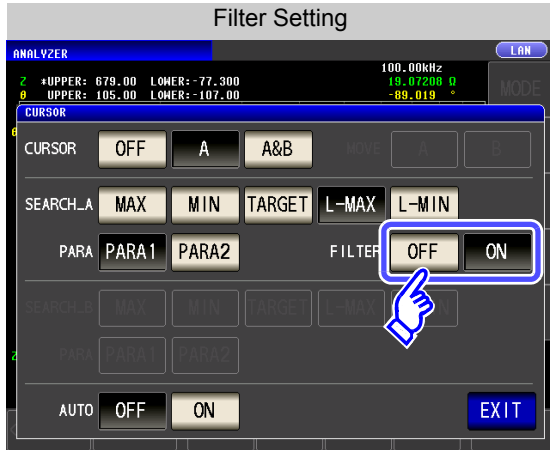 Filter Setting
ANALYZER LAN
100.00kHz
Z *UPPER: 679.00 LOWER:-77.300 19.07208 Ω
θ UPPER: 105.00 LOWER:-107.00 -89.019 °
MODE
CURSOR
θ
CURSOR OFF A A&B MOVE A B
SEARCH_A MAX MIN TARGET L-MAX L-MIN
PARA PARA1 PARA2 FILTER OFF ON
SEARCH_B MAX MIN TARGET L-MAX
Z PARA PARA1 PARA2
AUTO OFF ON EXIT